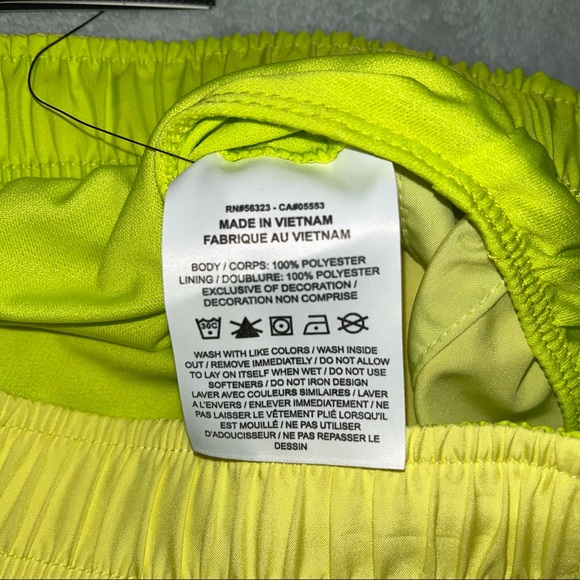 RN#56323 - CA#05553
MADE IN VIETNAM
FABRIQUE AU VIETNAM
BODY / CORPS: 100% POLYESTER
LINING / DOUBLURE: 100% POLYESTER
EXCLUSIVE OF DECORATION /
DECORATION NON COMPRISE
30C
WASH WITH LIKE COLORS / WASH INSIDE
OUT / REMOVE IMMEDIATELY / DO NOT ALLOW
TO LAY ON ITSELF WHEN WET / DO NOT USE
SOFTENERS / DO NOT IRON DESIGN
LAVER AVEC COULEURS SIMILAIRES / LAVER
A L'ENVERS / ENLEVER IMMEDIATEMENT / NE
PAS LAISSER LE VÊTEMENT PLIÉ LORSQU'IL
EST MOUILLÉ / NE PAS UTILISER
D'ADOUCISSEUR / NE PAS REPASSER LE
DESSIN